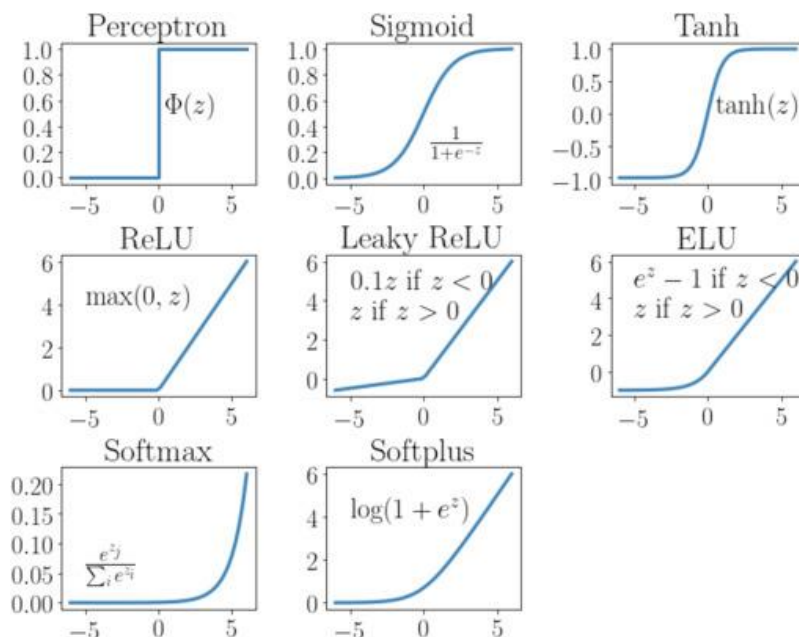 Perceptron
1.0
0.8
0.6
0.4
0.2
0.0
Φ(z)
−5 0 5
Sigmoid
1.0
0.8
0.6
0.4
0.2
0.0
1/(1+e^{−z})
−5 0 5
Tanh
1.0
0.5
0.0
−0.5
−1.0
tanh(z)
−5 0 5
ReLU
6
4
2
0
max(0, z)
−5 0 5
Leaky ReLU
6
4
2
0
0.1z if z < 0
z if z > 0
−5 0 5
ELU
6
4
2
0
e^z − 1 if z < 0
z if z > 0
−5 0 5
Softmax
0.20
0.15
0.10
0.05
0.00
e^{z_j}/∑_i e^{z_i}
−5 0 5
Softplus
6
4
2
0
log(1 + e^z)
−5 0 5